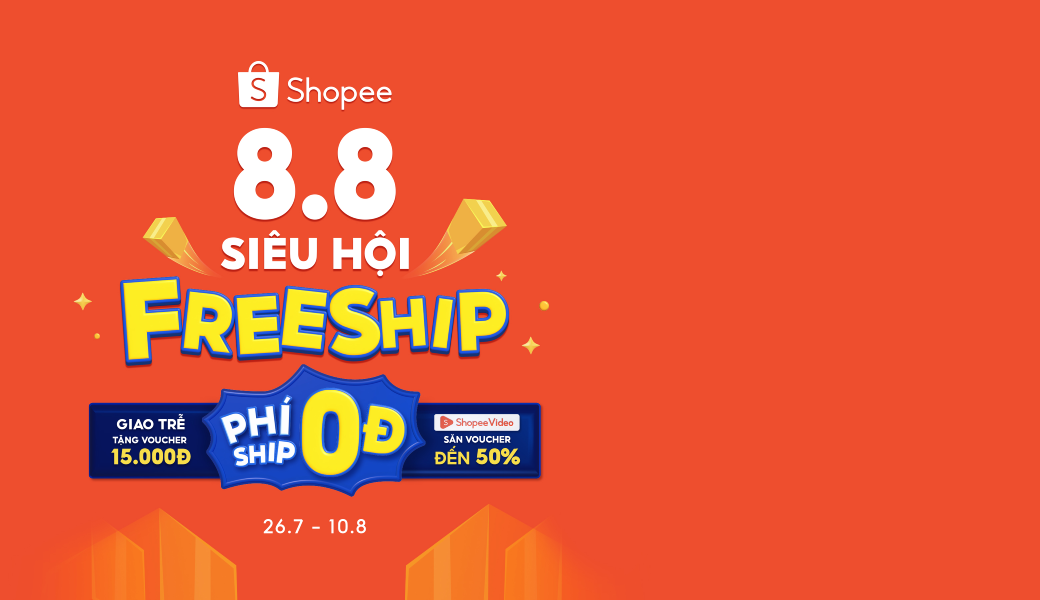 Shopee
8.8
SIÊU HỘI
FREESHIP
GIAO TRỄ
TẶNG VOUCHER
15.000Đ
PHÍ
SHIP
0Đ
ShopeeVideo
SĂN VOUCHER
ĐẾN 50%
26.7 – 10.8